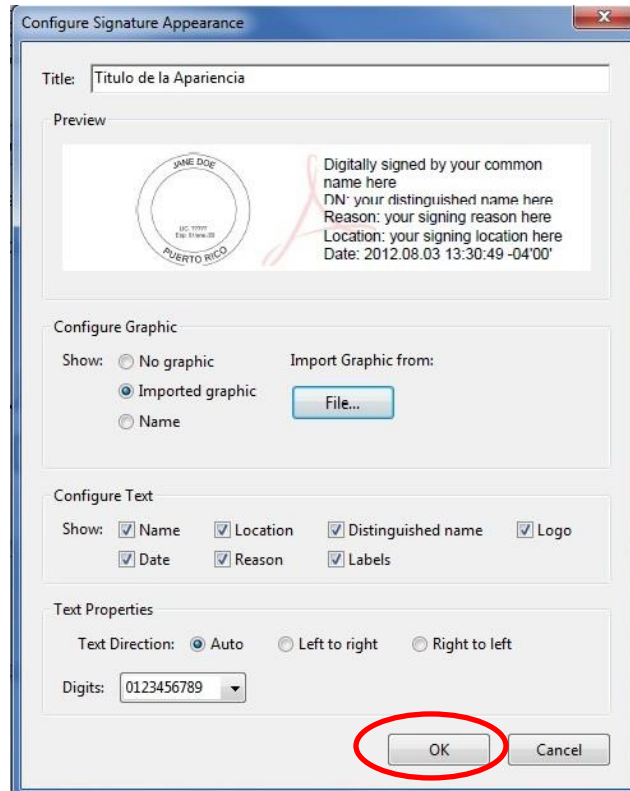 Configure Signature Appearance
Title: Titulo de la Apariencia
Preview
JANE DOE
PUERTO RICO
Digitally signed by your common
name here
DN: your distinguished name here
Reason: your signing reason here
Location: your signing location here
Date: 2012.08.03 13:30:49 -04'00'
Configure Graphic
Show: No graphic Import Graphic from:
Imported graphic File...
Name
Configure Text
Show: Name Location Distinguished name Logo
Date Reason Labels
Text Properties
Text Direction: Auto Left to right Right to left
Digits: 0123456789
OK Cancel